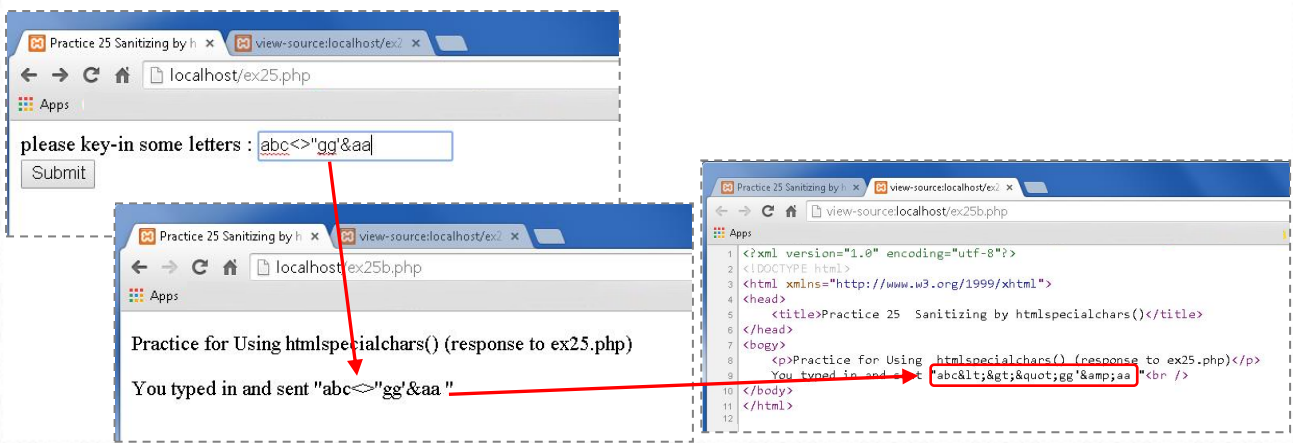 Practice 25 Sanitizing by h × view-source:localhost/ex2 ×
localhost/ex25.php
Apps
please key-in some letters : abc<>"gg'&aa
Submit
Practice 25 Sanitizing by h × view-source:localhost/ex2 ×
localhost/ex25b.php
Apps
Practice for Using htmlspecialchars() (response to ex25.php)
You typed in and sent "abc<>"gg'&aa "
Practice 25 Sanitizing by h × view-source:localhost/ex2 ×
view-source:localhost/ex25b.php
Apps
1 <?xml version="1.0" encoding="utf-8"?>
2 <!DOCTYPE html>
3 <html xmlns="http://www.w3.org/1999/xhtml">
4 <head>
5 <title>Practice 25 Sanitizing by htmlspecialchars()</title>
6 </head>
7 <bogy>
8 <p>Practice for Using htmlspecialchars() (response to ex25.php)</p>
9 You typed in and sent "abc&lt;&gt;&quot;gg'&amp;aa "<br />
10 </body>
11 </html>
12